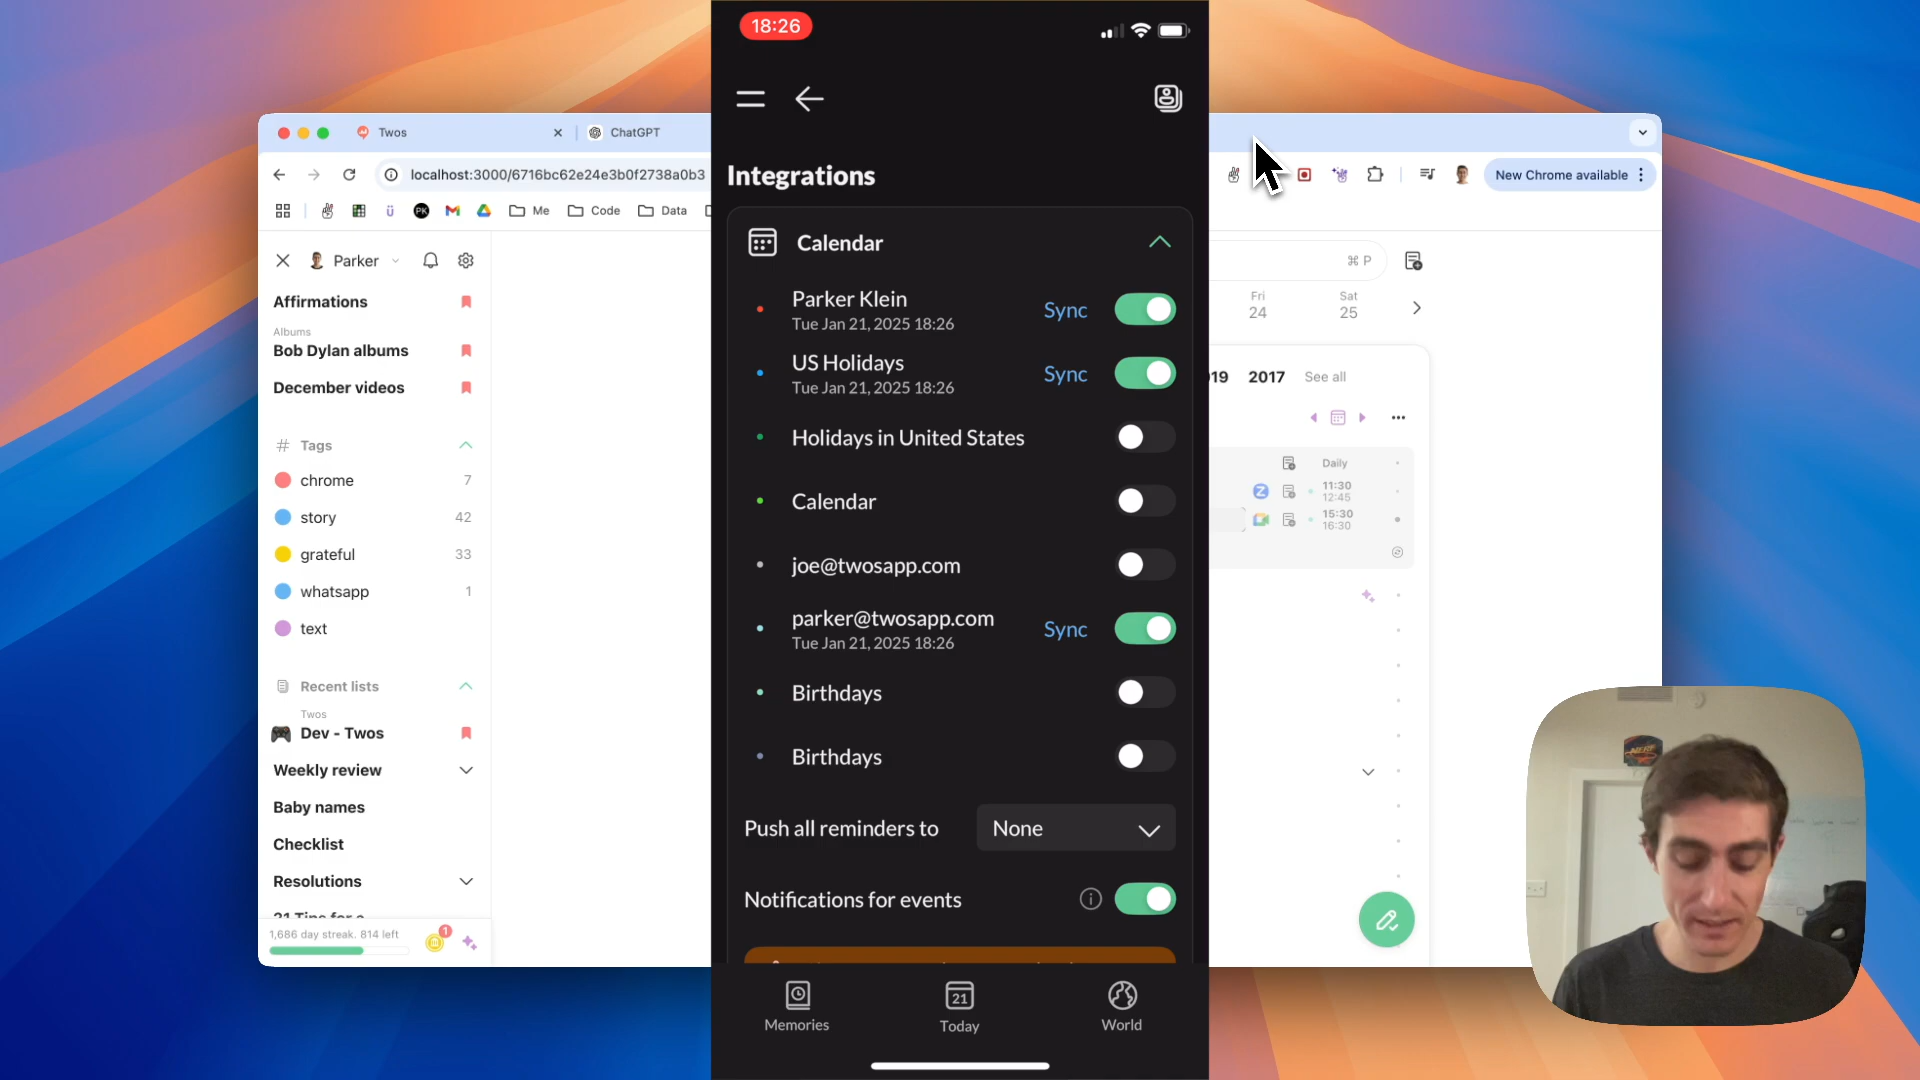 18:26
Integrations
Calendar
Parker Klein
Tue Jan 21, 2025 18:26
Sync
US Holidays
Tue Jan 21, 2025 18:26
Sync
Holidays in United States
Calendar
joe@twosapp.com
parker@twosapp.com
Tue Jan 21, 2025 18:26
Sync
Birthdays
Birthdays
Push all reminders to
None
Notifications for events
Memories
21
Today
World
Twos
ChatGPT
localhost:3000/6716bc62e24e3b0f2738a0b3
New Chrome available
PK
Me
Code
Data
Parker
Affirmations
Albums
Bob Dylan albums
December videos
Tags
chrome 7
story 42
grateful 33
whatsapp 1
text
Recent lists
Twos
Dev - Twos
Weekly review
Baby names
Checklist
Resolutions
1,686 day streak. 814 left
1
⌘ P
Fri
24
Sat
25
19 2017 See all
Daily
11:30
12:45
15:30
16:30
NERF